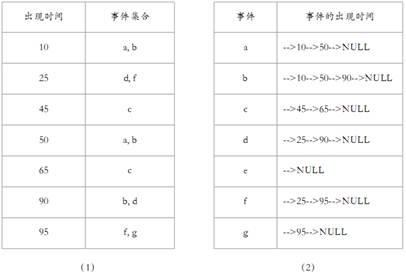 出现时间 事件集合
10 a, b
25 d, f
45 c
50 a, b
65 c
90 b, d
95 f, g
(1)
事件 事件的出现时间
a -->10-->50-->NULL
b -->10-->50-->90-->NULL
c -->45-->65-->NULL
d -->25-->90-->NULL
e -->NULL
f -->25-->95-->NULL
g -->95-->NULL
(2)